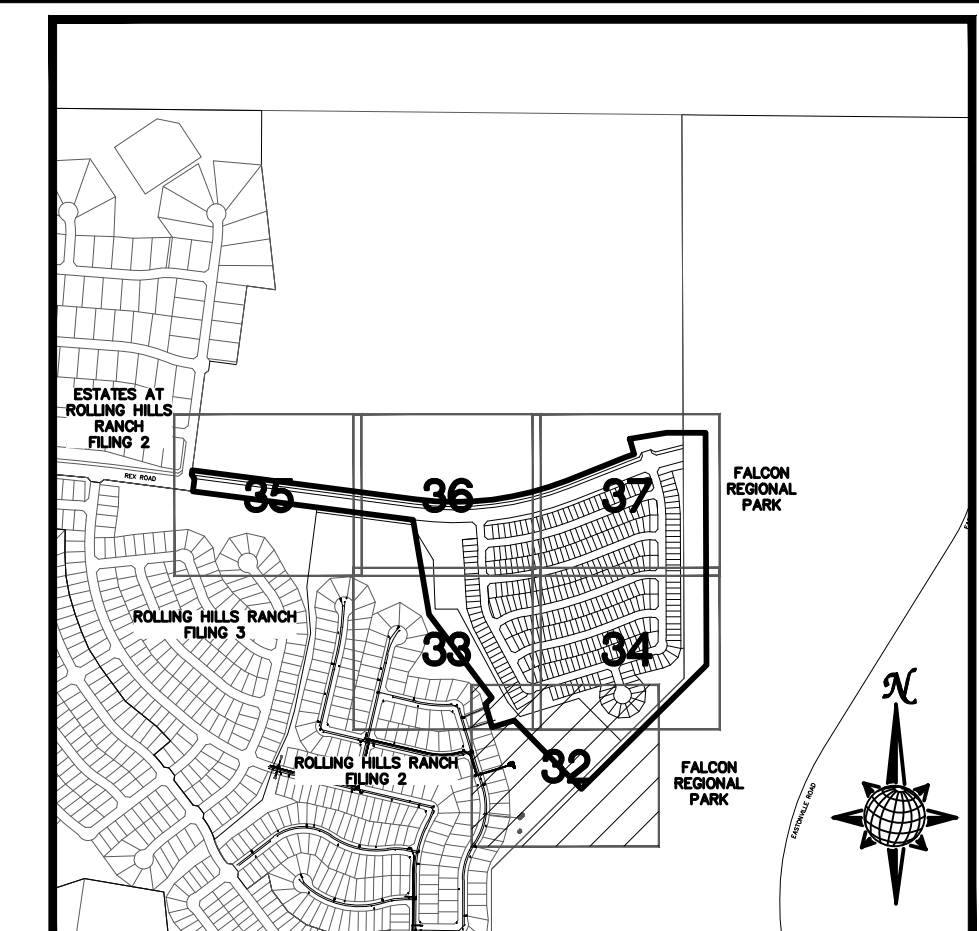 ESTATES AT
ROLLING HILLS
RANCH
FILING 2
REX ROAD
35
36
37
FALCON
REGIONAL
PARK
ROLLING HILLS RANCH
FILING 3
33
34
N
ROLLING HILLS RANCH
FILING 2
32
FALCON
REGIONAL
PARK
EASTONVILLE ROAD